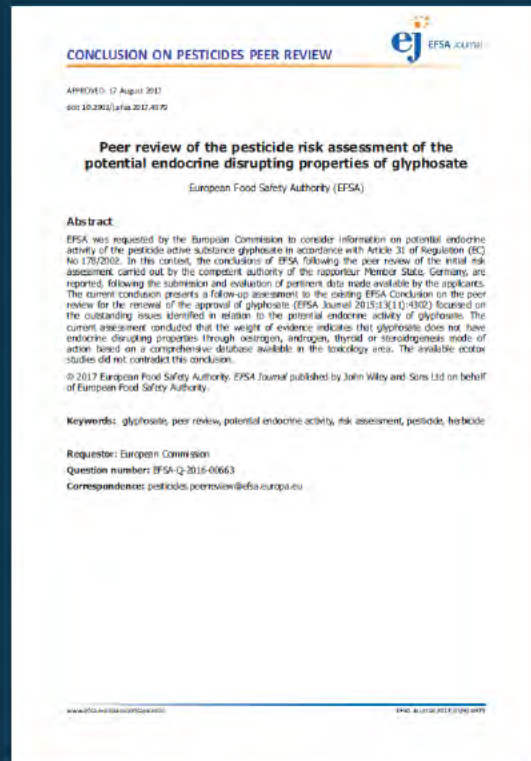 CONCLUSION ON PESTICIDES PEER REVIEW
ej EFSA Journal
APPROVED: 17 August 2017
doi: 10.2903/j.efsa.2017.4979
Peer review of the pesticide risk assessment of the
potential endocrine disrupting properties of glyphosate
European Food Safety Authority (EFSA)
Abstract
EFSA was requested by the European Commission to consider information on potential endocrine
activity of the pesticide active substance glyphosate in accordance with Article 31 of Regulation (EC)
No 178/2002. In this context, the conclusions of EFSA following the peer review of the initial risk
assessment carried out by the competent authority of the rapporteur Member State, Germany, are
reported, following the submission and evaluation of pertinent data made available by the applicants.
The current conclusion presents a follow-up assessment to the existing EFSA Conclusion on the peer
review for the renewal of the approval of glyphosate (EFSA Journal 2015;13(11):4302) focussed on
the outstanding issues identified in relation to the potential endocrine activity of glyphosate. The
current assessment concluded that the weight of evidence indicates that glyphosate does not have
endocrine disrupting properties through oestrogen, androgen, thyroid or steroidogenesis mode of
action based on a comprehensive database available in the toxicology area. The available ecotox
studies did not contradict this conclusion.
© 2017 European Food Safety Authority. EFSA Journal published by John Wiley and Sons Ltd on behalf
of European Food Safety Authority.
Keywords: glyphosate, peer review, potential endocrine activity, risk assessment, pesticide, herbicide
Requestor: European Commission
Question number: EFSA-Q-2016-00663
Correspondence: pesticides.peerreview@efsa.europa.eu